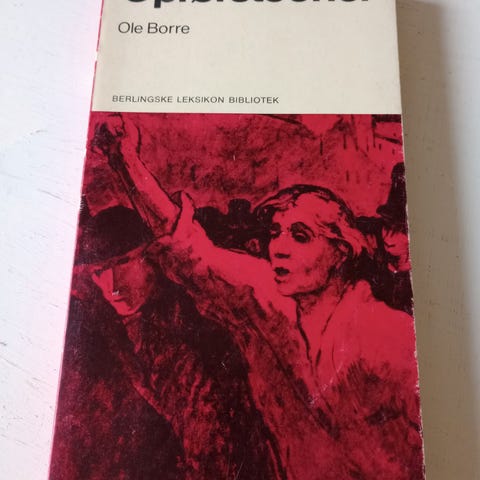 Ole Borre
BERLINGSKE LEKSIKON BIBLIOTEK